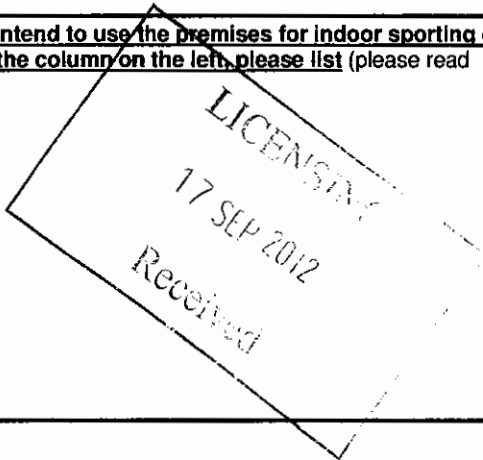 ntend to use the premises for indoor sporting
the column on the left, please list (please read
LICENSING
17 SEP 2012
Received